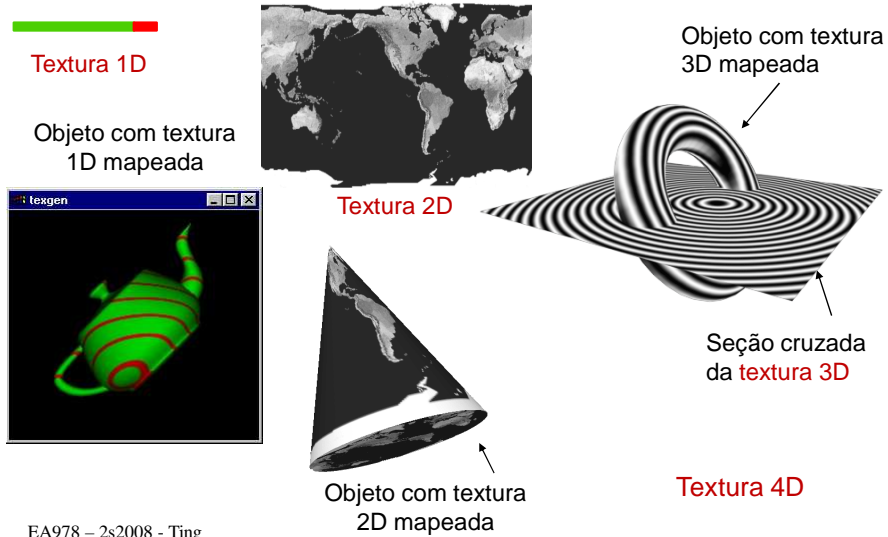 Textura 1D
Objeto com textura
1D mapeada
texgen
Textura 2D
Objeto com textura
2D mapeada
Objeto com textura
3D mapeada
Seção cruzada
da textura 3D
Textura 4D
EA978 – 2s2008 - Ting